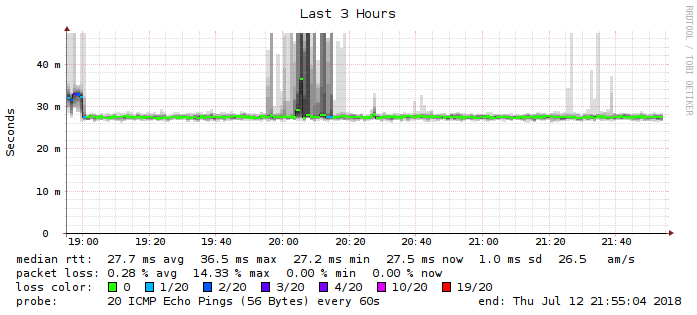 Last 3 Hours
RRDTOOL / TOBI OETIKER
Seconds
40 m
30 m
20 m
10 m
0
19:00 19:20 19:40 20:00 20:20 20:40 21:00 21:20 21:40
median rtt: 27.7 ms avg 36.5 ms max 27.2 ms min 27.5 ms now 1.0 ms sd 26.5 am/s
packet loss: 0.28 % avg 14.33 % max 0.00 % min 0.00 % now
loss color: 0 1/20 2/20 3/20 4/20 10/20 19/20
probe: 20 ICMP Echo Pings (56 Bytes) every 60s end: Thu Jul 12 21:55:04 2018